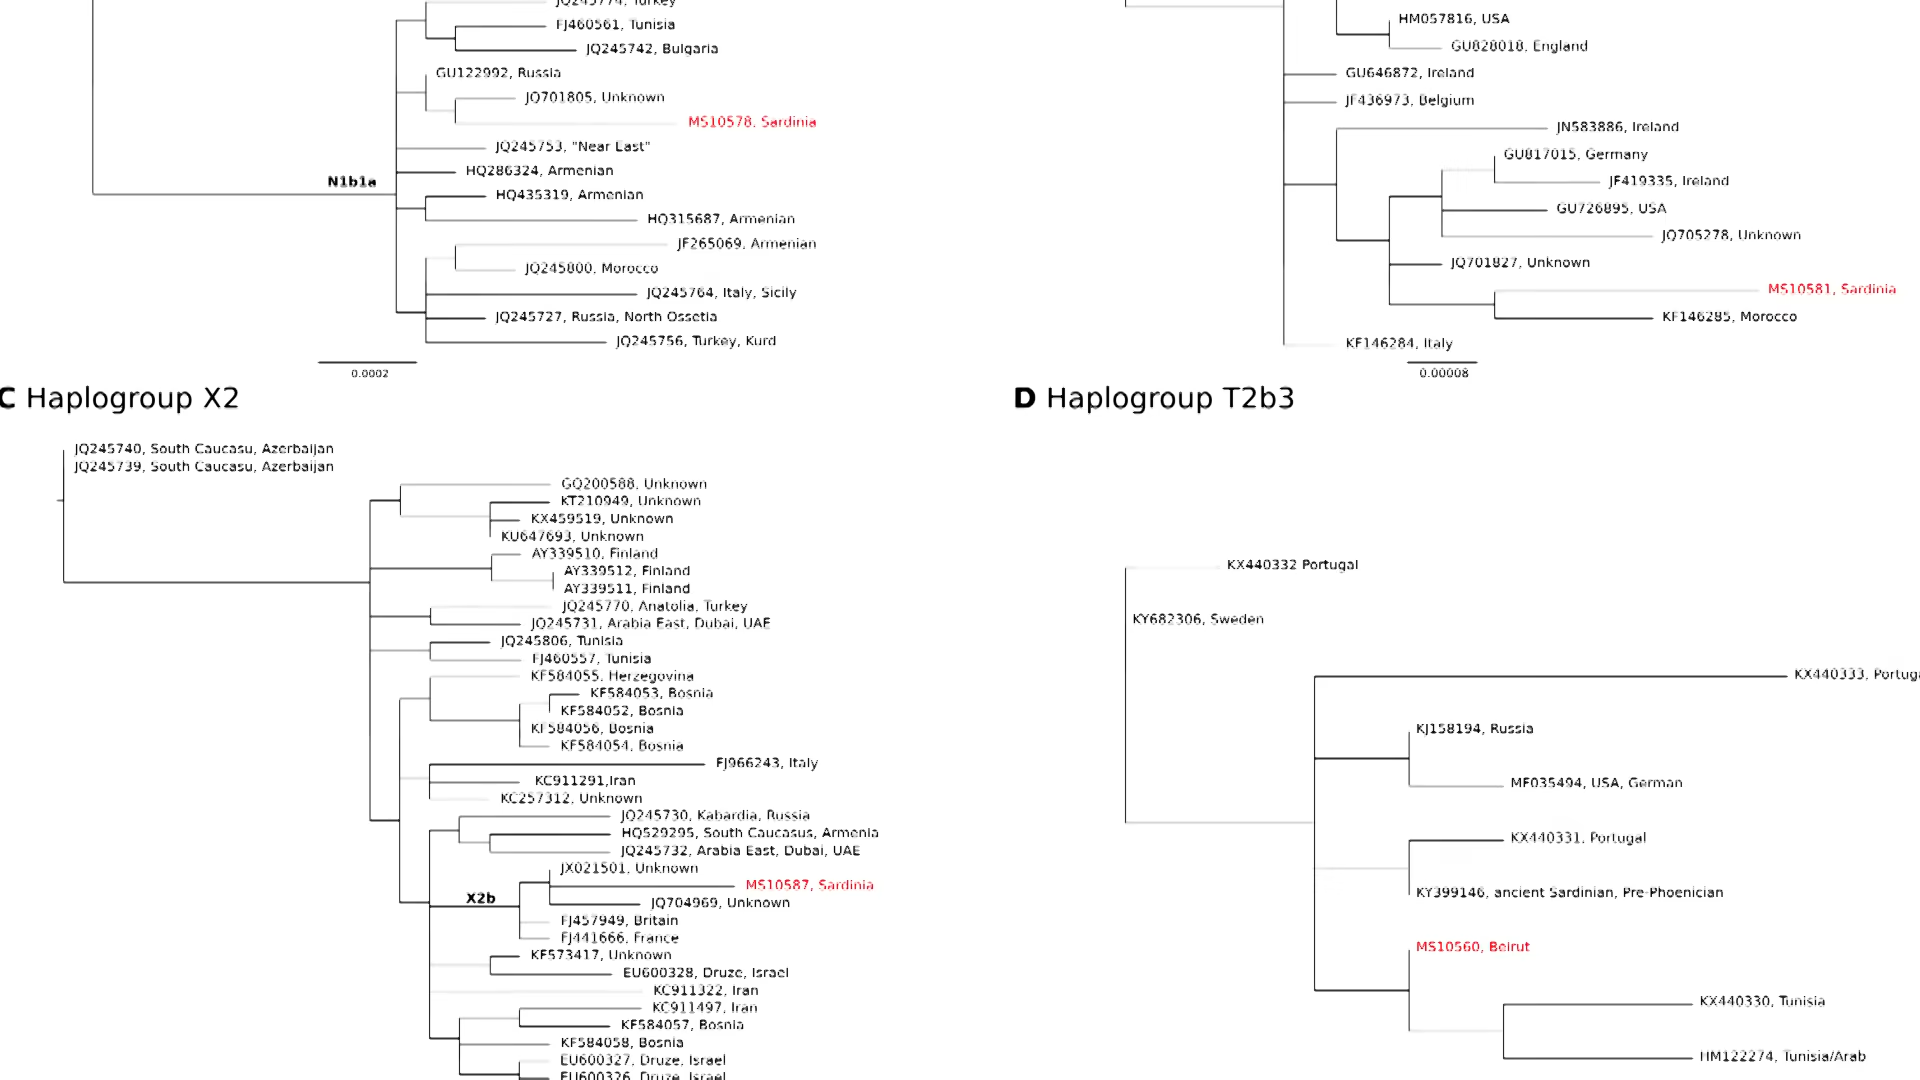 JQ245774, Turkey
FJ460561, Tunisia
JQ245742, Bulgaria
GU122992, Russia
JQ701805, Unknown
MS10578, Sardinia
JQ245753, "Near East"
HQ286324, Armenian
N1b1a
HQ435319, Armenian
HQ315687, Armenian
JF265069, Armenian
JQ245800, Morocco
JQ245764, Italy, Sicily
JQ245727, Russia, North Ossetia
JQ245756, Turkey, Kurd
0.0002
HM057816, USA
GU828018, England
GU646872, Ireland
JF436973, Belgium
JN583886, Ireland
GU817015, Germany
JF419335, Ireland
GU726895, USA
JQ705278, Unknown
JQ701827, Unknown
MS10581, Sardinia
KF146285, Morocco
KF146284, Italy
0.00008
C Haplogroup X2
JQ245740, South Caucasu, Azerbaijan
JQ245739, South Caucasu, Azerbaijan
GQ200588, Unknown
KT210949, Unknown
KX459519, Unknown
KU647693, Unknown
AY339510, Finland
AY339512, Finland
AY339511, Finland
JQ245770, Anatolia, Turkey
JQ245731, Arabia East, Dubai, UAE
JQ245806, Tunisia
FJ460557, Tunisia
KF584055, Herzegovina
KF584053, Bosnia
KF584052, Bosnia
KF584056, Bosnia
KF584054, Bosnia
FJ966243, Italy
KC911291,Iran
KC257312, Unknown
JQ245730, Kabardia, Russia
HQ529295, South Caucasus, Armenia
JQ245732, Arabia East, Dubai, UAE
JX021501, Unknown
MS10587, Sardinia
X2b
JQ704969, Unknown
FJ457949, Britain
FJ441666, France
KF573417, Unknown
EU600328, Druze, Israel
KC911322, Iran
KC911497, Iran
KF584057, Bosnia
KF584058, Bosnia
EU600327, Druze, Israel
EU600326, Druze, Israel
D Haplogroup T2b3
KX440332 Portugal
KY682306, Sweden
KX440333, Portuga
KJ158194, Russia
MF035494, USA, German
KX440331, Portugal
KY399146, ancient Sardinian, Pre-Phoenician
MS10560, Beirut
KX440330, Tunisia
HM122274, Tunisia/Arab